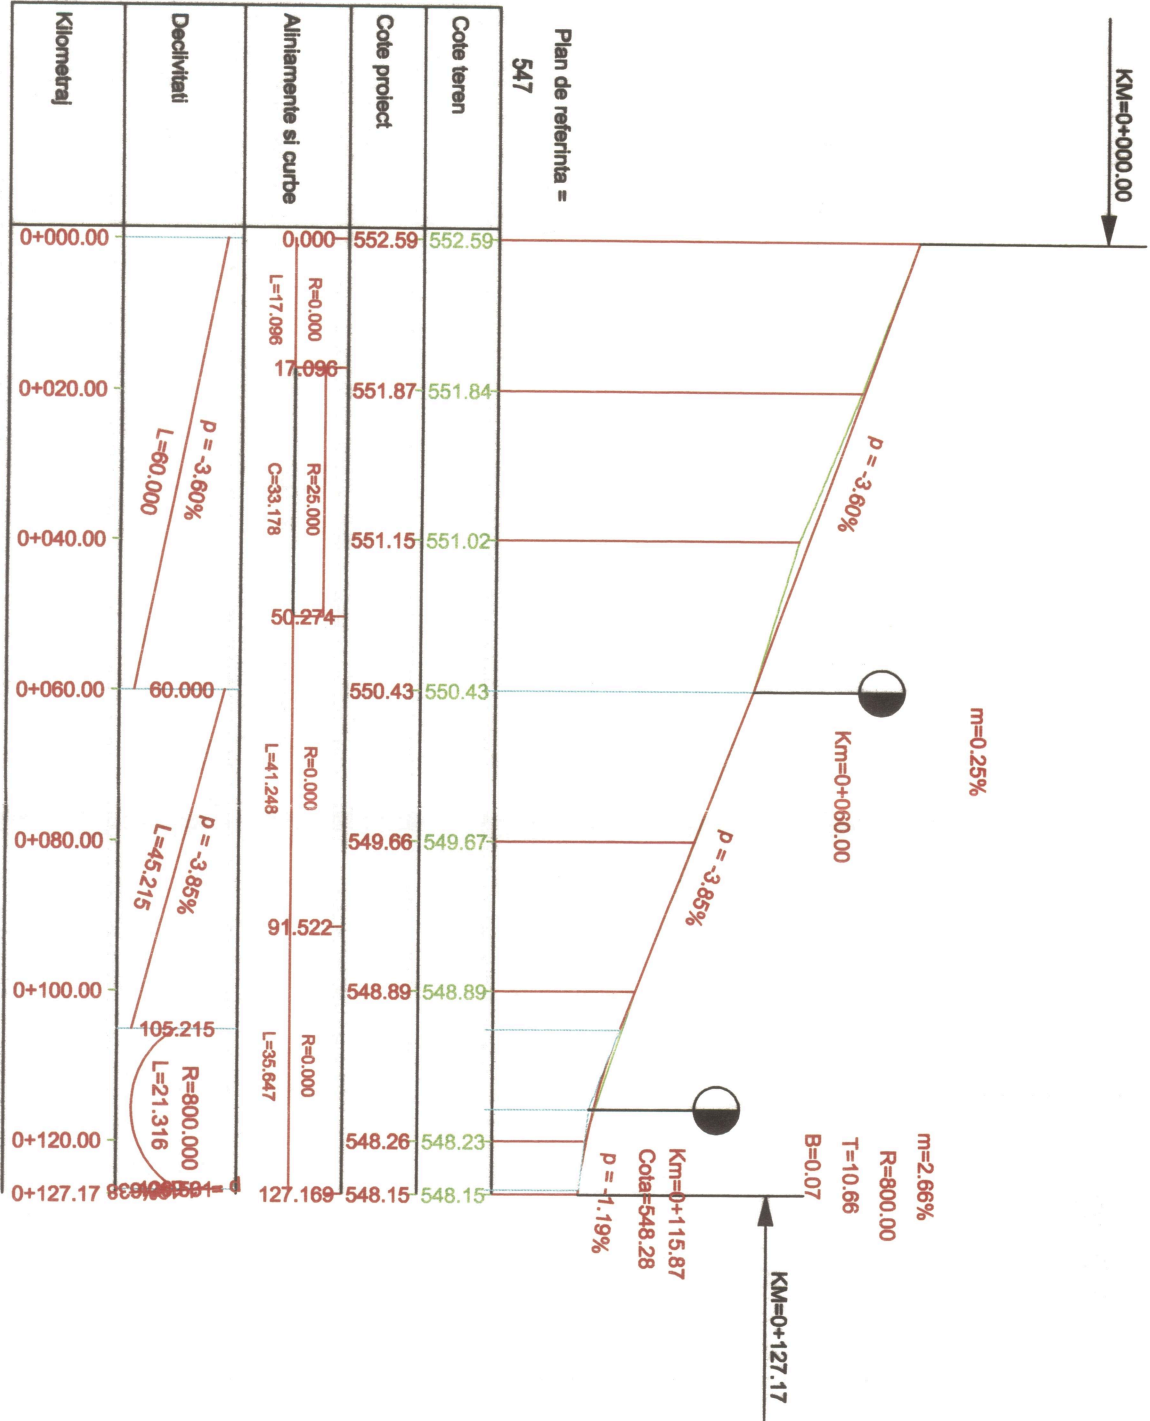 KM=0+000.00
m=0.25%
Km=0+060.00
m=2.66%
R=800.00
T=10.66
B=0.07
Km=0+115.87
Cota=548.28
KM=0+127.17
p = -3.60%
p = -3.85%
p = -1.19%
Plan de referinta =
547
Cote teren
552.59 551.84 551.02 550.43 549.67 548.89 548.23 548.15
Cote proiect
552.59 551.87 551.15 550.43 549.66 548.89 548.26 548.15
Aliniamente si curbe
0.000 17.096 50.274 91.522 127.169
R=0.000
L=17.096
R=25.000
C=33.178
R=0.000
L=41.248
R=0.000
L=35.647
Declivitati
p = -3.60%
L=60.000
60.000
p = -3.85%
L=45.215
105.215
R=800.000
L=21.316
Kilometraj
0+000.00 0+020.00 0+040.00 0+060.00 0+080.00 0+100.00 0+120.00 0+127.17